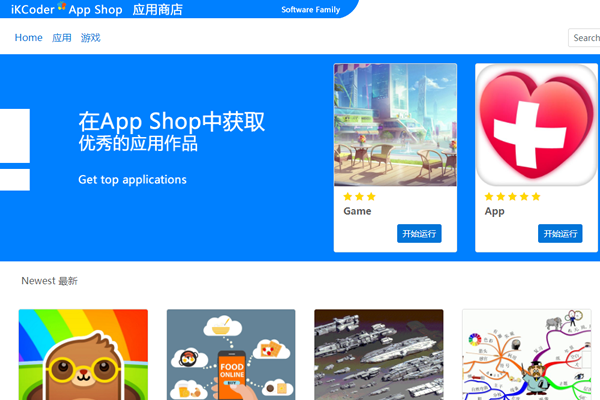 iKCoder App Shop 应用商店
Software Family
Home 应用 游戏
Search
在App Shop中获取
优秀的应用作品
Get top applications
Game
开始运行
App
开始运行
Newest 最新
FOOD
ONLINE
BUY